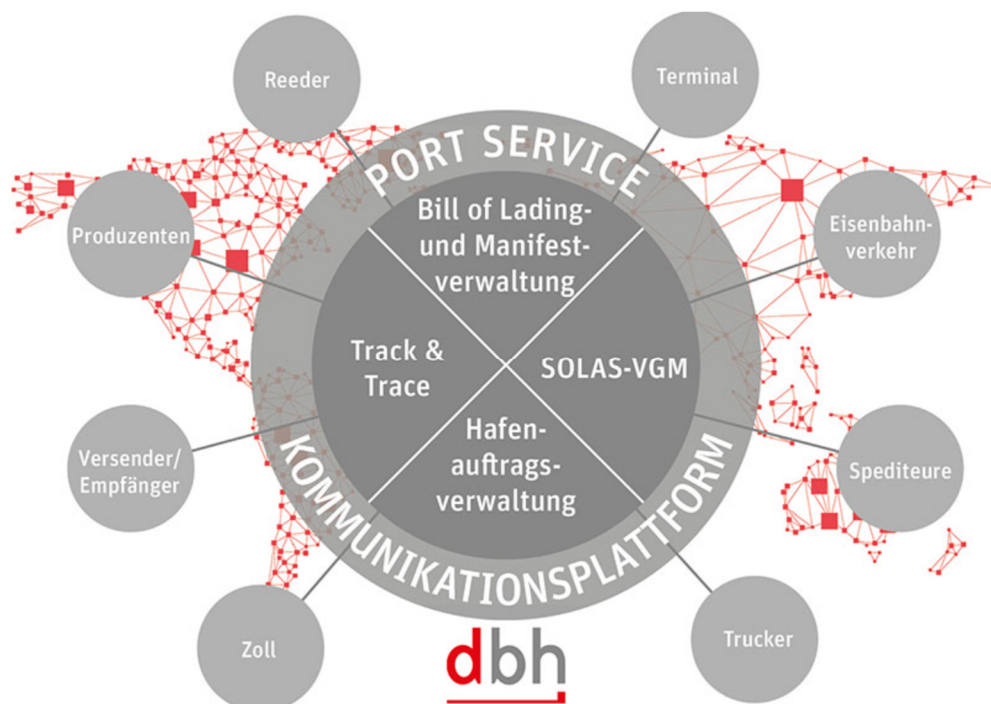 Reeder
Terminal
PORT SERVICE
Produzenten
Bill of Lading-
und Manifest-
verwaltung
Eisenbahn-
verkehr
Track &
Trace
SOLAS-VGM
Hafen-
auftrags-
verwaltung
Versender/
Empfänger
Spediteure
KOMMUNIKATIONSPLATTFORM
Zoll
Trucker
dbh